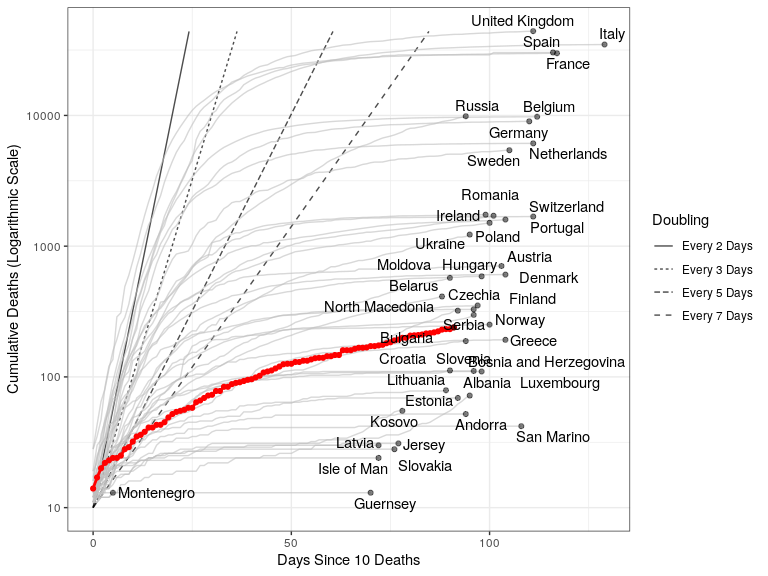 United Kingdom
Italy
Spain
France
10000
Russia
Belgium
Germany
Netherlands
Sweden
Romania
Switzerland
Ireland
Portugal
Poland
Ukraine
1000
Austria
Moldova
Hungary
Denmark
Belarus
Czechia
Finland
North Macedonia
Norway
Serbia
Bulgaria
Greece
Croatia
Slovenia
Bosnia and Herzegovina
100
Lithuania
Albania
Luxembourg
Estonia
Kosovo
Andorra
San Marino
Latvia
Jersey
Isle of Man
Slovakia
Montenegro
Guernsey
10
0
50
100
Days Since 10 Deaths
Cumulative Deaths (Logarithmic Scale)
Doubling
Every 2 Days
Every 3 Days
Every 5 Days
Every 7 Days